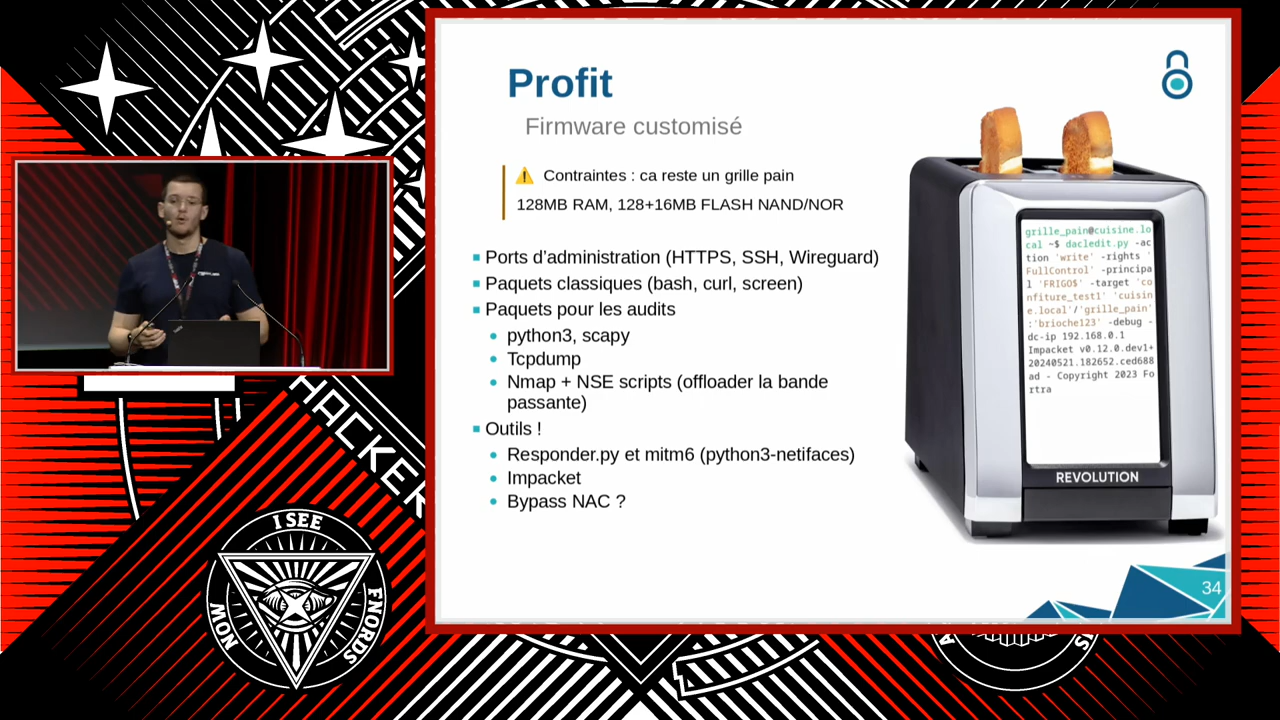 Profit
Firmware customisé
⚠ Contraintes : ca reste un grille pain
128MB RAM, 128+16MB FLASH NAND/NOR
Ports d’administration (HTTPS, SSH, Wireguard)
Paquets classiques (bash, curl, screen)
Paquets pour les audits
python3, scapy
Tcpdump
Nmap + NSE scripts (offloader la bande
passante)
Outils !
Responder.py et mitm6 (python3-netifaces)
Impacket
Bypass NAC ?
grille_pain@cuisine.lo
cal ~$ dacledit.py -ac
tion 'write' -rights '
FullControl' -principa
l 'FRIGO$' -target 'co
nfiture_test1' 'cuisin
e.local'/'grille_pain'
:'brioche123' -debug -
dc-ip 192.168.0.1
Impacket v0.12.0.dev1+
20240521.182652.ced688
ad - Copyright 2023 Fo
rtra
REVOLUTION
34
HACKER
I SEE
FNORDS
NOW